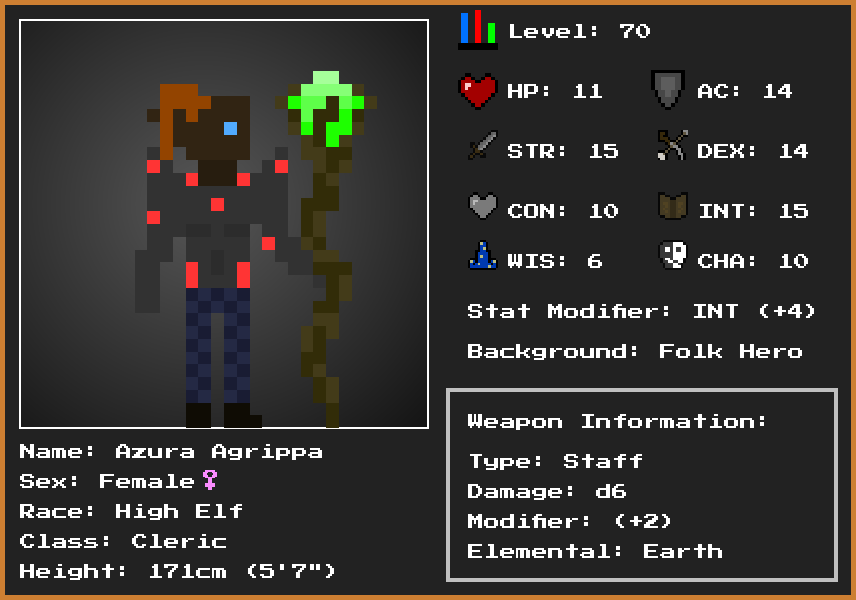 Level: 70
HP: 11
AC: 14
STR: 15
DEX: 14
CON: 10
INT: 15
WIS: 6
CHA: 10
Stat Modifier: INT (+4)
Background: Folk Hero
Weapon Information:
Type: Staff
Damage: d6
Modifier: (+2)
Elemental: Earth
Name: Azura Agrippa
Sex: Female♀
Race: High Elf
Class: Cleric
Height: 171cm (5'7")